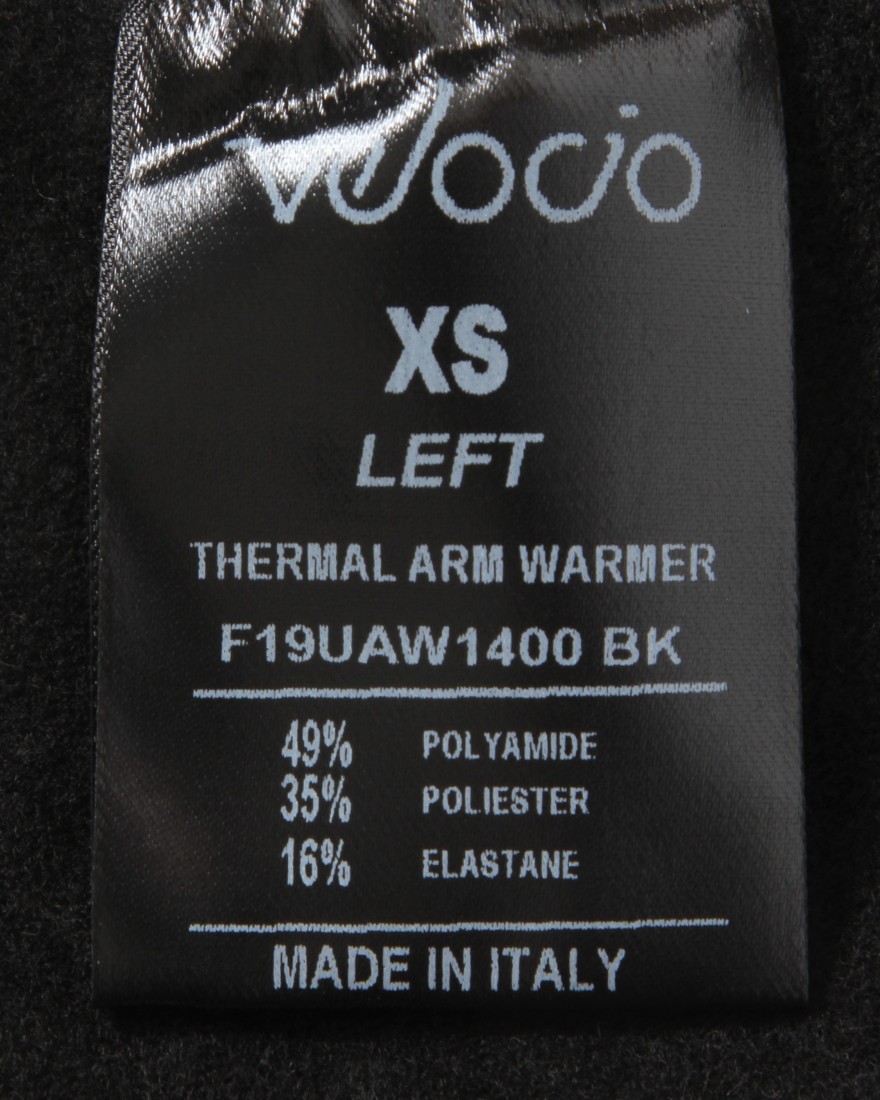 Velocio
XS
LEFT
THERMAL ARM WARMER
F19UAW1400 BK
49% POLYAMIDE
35% POLIESTER
16% ELASTANE
MADE IN ITALY